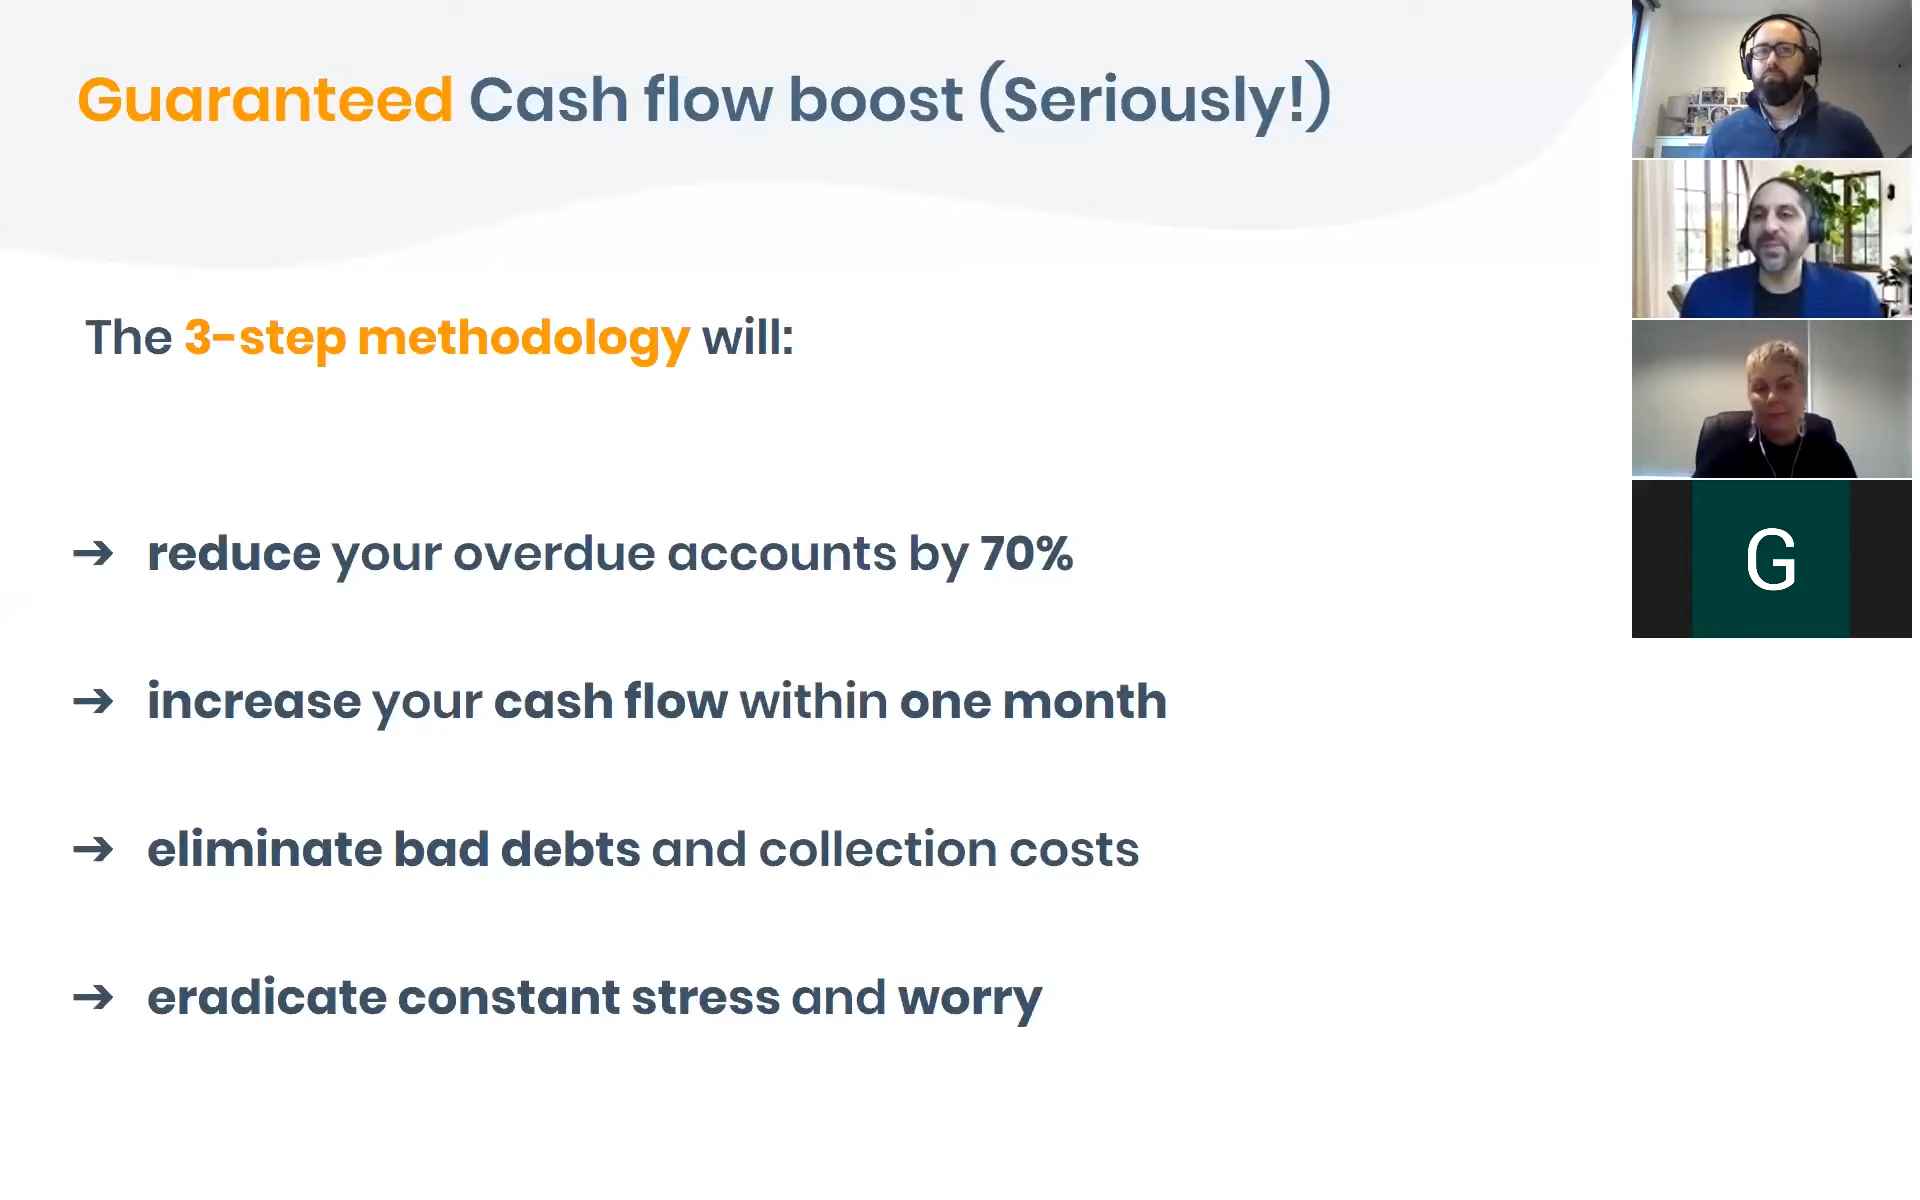 Guaranteed Cash flow boost (Seriously!)
The 3-step methodology will:
➔ reduce your overdue accounts by 70%
➔ increase your cash flow within one month
➔ eliminate bad debts and collection costs
➔ eradicate constant stress and worry
G